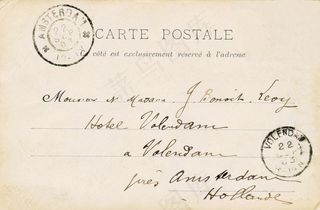 CARTE POSTALE
Ce côté est exclusivement réservé à l'adresse
AMSTERDAM
Monsieur & Madame J. Benoit-Levy
Hotel Volendam
à Volendam
près Amsterdam
Hollande
VOLENDAM
22